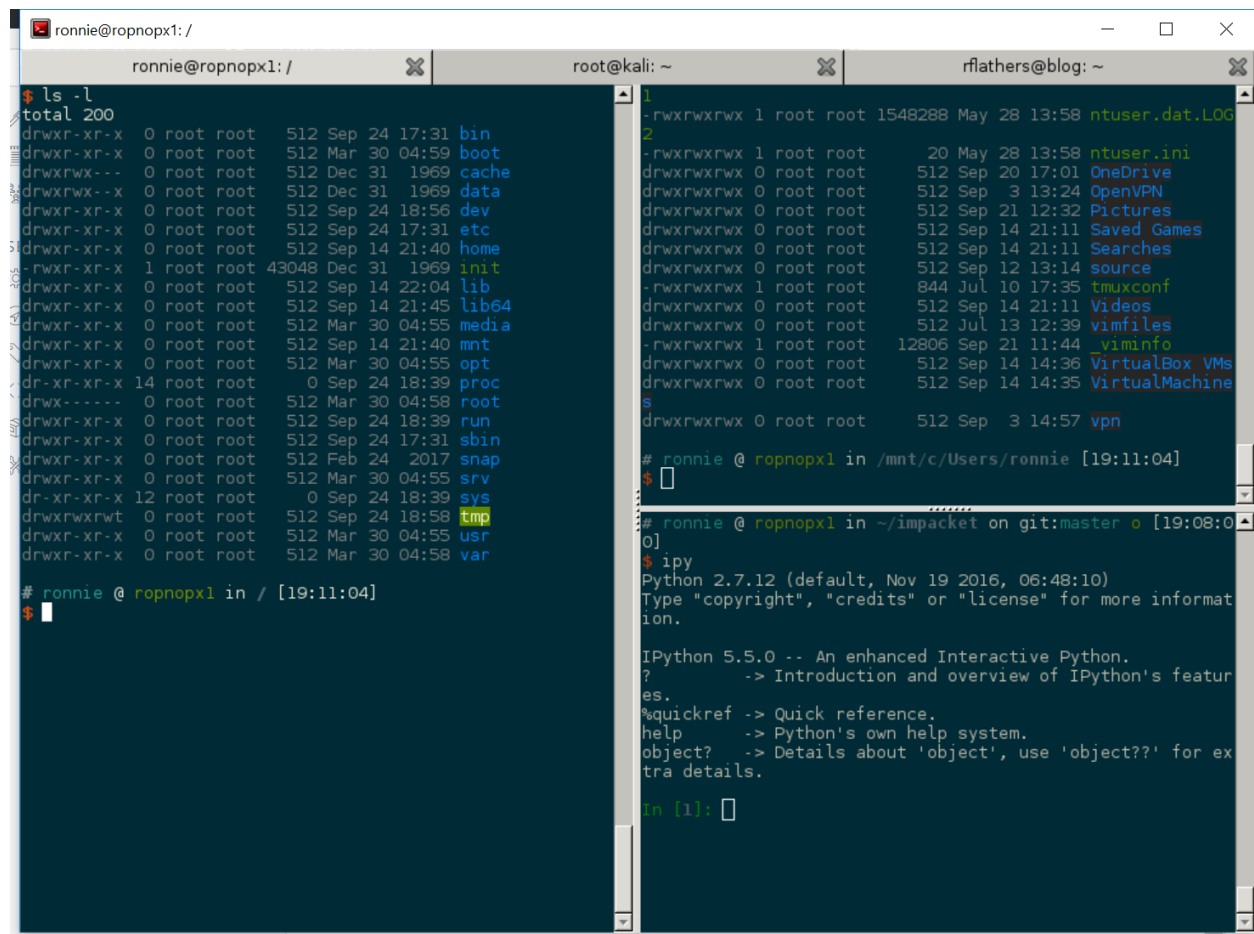 ronnie@ropnopx1: /
ronnie@ropnopx1: /
root@kali: ~
rflathers@blog: ~
$ ls -l
total 200
drwxr-xr-x  0 root root   512 Sep 24 17:31 bin
drwxr-xr-x  0 root root   512 Mar 30 04:59 boot
drwxrwx---  0 root root   512 Dec 31  1969 cache
drwxrwx--x  0 root root   512 Dec 31  1969 data
drwxr-xr-x  0 root root   512 Sep 24 18:56 dev
drwxr-xr-x  0 root root   512 Sep 24 17:31 etc
drwxr-xr-x  0 root root   512 Sep 14 21:40 home
-rwxr-xr-x  1 root root 43048 Dec 31  1969 init
drwxr-xr-x  0 root root   512 Sep 14 22:04 lib
drwxr-xr-x  0 root root   512 Sep 14 21:45 lib64
drwxr-xr-x  0 root root   512 Mar 30 04:55 media
drwxr-xr-x  0 root root   512 Sep 14 21:40 mnt
drwxr-xr-x  0 root root   512 Mar 30 04:55 opt
dr-xr-xr-x 14 root root     0 Sep 24 18:39 proc
drwx------  0 root root   512 Mar 30 04:58 root
drwxr-xr-x  0 root root   512 Sep 24 18:39 run
drwxr-xr-x  0 root root   512 Sep 24 17:31 sbin
drwxr-xr-x  0 root root   512 Feb 24  2017 snap
drwxr-xr-x  0 root root   512 Mar 30 04:55 srv
dr-xr-xr-x 12 root root     0 Sep 24 18:39 sys
drwxrwxrwt  0 root root   512 Sep 24 18:58 tmp
drwxr-xr-x  0 root root   512 Mar 30 04:55 usr
drwxr-xr-x  0 root root   512 Mar 30 04:58 var
# ronnie @ ropnopx1 in / [19:11:04]
$
1
-rwxrwxrwx 1 root root 1548288 May 28 13:58 ntuser.dat.LOG
2
-rwxrwxrwx 1 root root      20 May 28 13:58 ntuser.ini
drwxrwxrwx 0 root root     512 Sep 20 17:01 OneDrive
drwxrwxrwx 0 root root     512 Sep  3 13:24 OpenVPN
drwxrwxrwx 0 root root     512 Sep 21 12:32 Pictures
drwxrwxrwx 0 root root     512 Sep 14 21:11 Saved Games
drwxrwxrwx 0 root root     512 Sep 14 21:11 Searches
drwxrwxrwx 0 root root     512 Sep 12 13:14 source
-rwxrwxrwx 1 root root     844 Jul 10 17:35 tmuxconf
drwxrwxrwx 0 root root     512 Sep 14 21:11 Videos
drwxrwxrwx 0 root root     512 Jul 13 12:39 vimfiles
-rwxrwxrwx 1 root root   12806 Sep 21 11:44 _viminfo
drwxrwxrwx 0 root root     512 Sep 14 14:36 VirtualBox VMs
drwxrwxrwx 0 root root     512 Sep 14 14:35 VirtualMachine
s
drwxrwxrwx 0 root root     512 Sep  3 14:57 vpn
# ronnie @ ropnopx1 in /mnt/c/Users/ronnie [19:11:04]
$
# ronnie @ ropnopx1 in ~/impacket on git:master o [19:08:0
0]
$ ipy
Python 2.7.12 (default, Nov 19 2016, 06:48:10)
Type "copyright", "credits" or "license" for more informat
ion.
IPython 5.5.0 -- An enhanced Interactive Python.
?         -> Introduction and overview of IPython's featur
es.
%quickref -> Quick reference.
help      -> Python's own help system.
object?   -> Details about 'object', use 'object??' for ex
tra details.
In [1]: